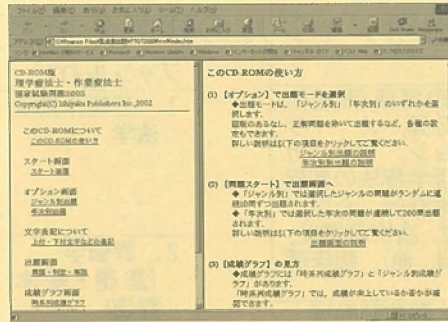 CD-ROM版
理学療法士・作業療法士
国家試験問題2003
Copyright(C) Ishiyaku Publishers Inc.,2002
このCD-ROMについて
このCD-ROMの使い方
スタート画面
スタート画面
オプション画面
ジャンル別出題
年次別出題
文字表記について
上付・下付文字などの表記
出題画面
問題・判定・解説
成績グラフ画面
時系列成績グラフ
このCD-ROMの使い方
(1) 【オプション】で出題モードを選択
◆出題モードは、「ジャンル別」「年次別」のいずれかを選
択します。
図版のあるなし、正解問題を除いて出題するなど、各種の設
定もできます。
詳しい説明は以下の項目をクリックしてご覧ください。
ジャンル別出題の説明
年次別出題の説明
(2) 【問題スタート】で出題画面へ
◆「ジャンル別」では選択したジャンルの問題がランダムに連
続10問ずつ出題されます。
◆「年次別」では選択した年次の問題が連続して200問出題
されます。
詳しい説明は以下の項目をクリックしてご覧ください。
出題画面の説明
(3) 【成績グラフ】の見方
◆成績グラフには「時系列成績グラフ」と「ジャンル別成績グ
ラフ」があります。
「時系列成績グラフ」では、成績が向上しているか否かが確
認できます。